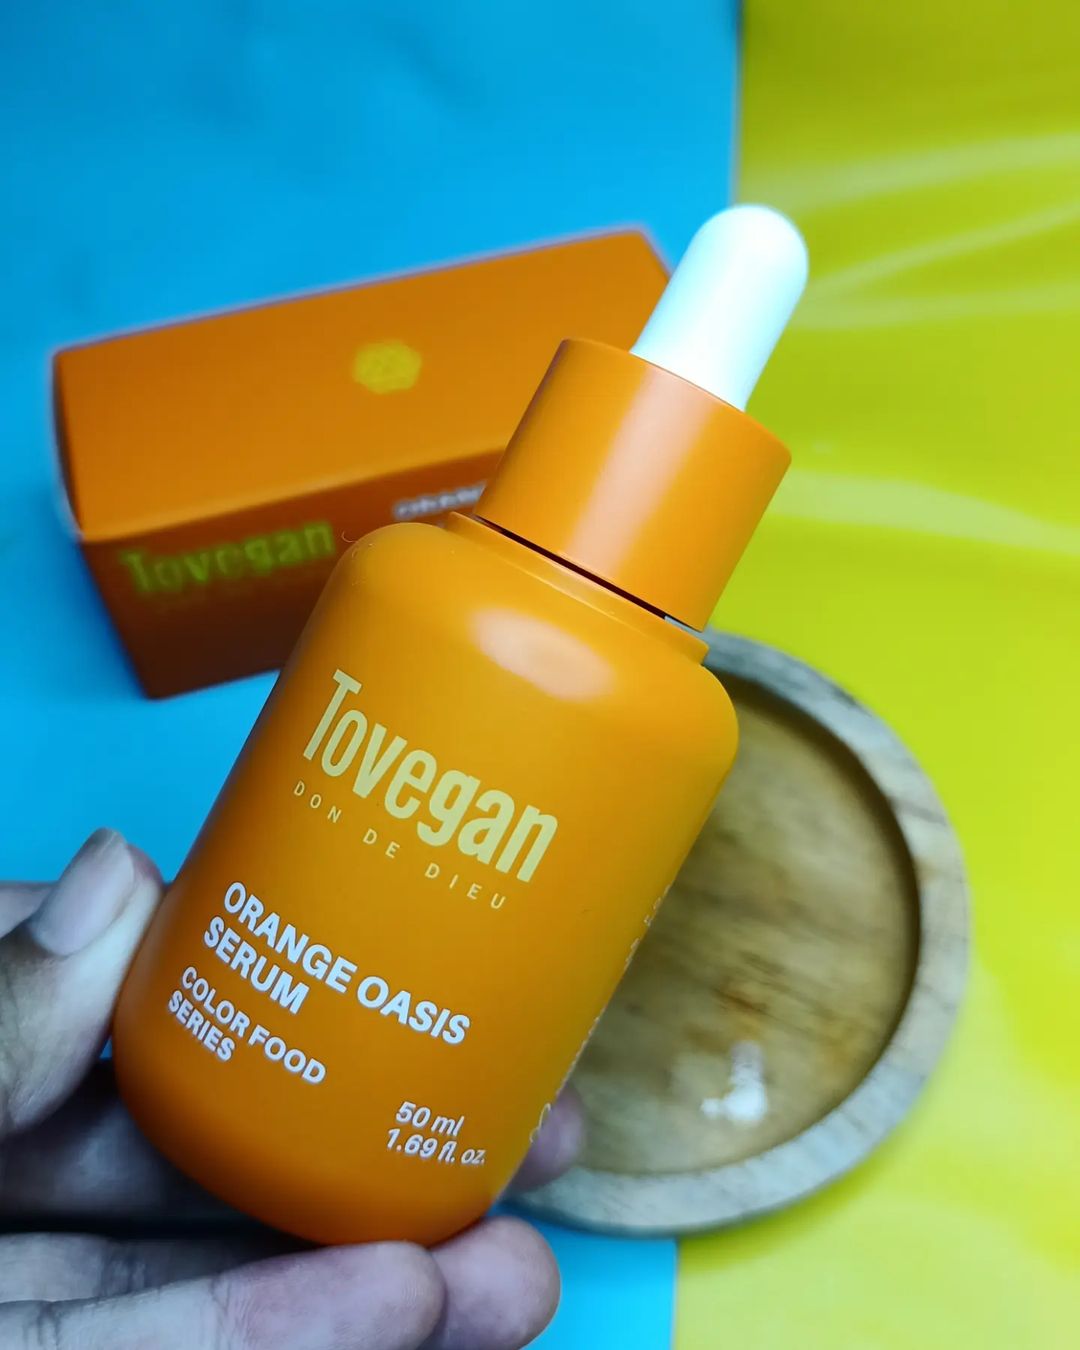 Tovegan
Tovegan
DON DE DIEU
ORANGE OASIS
SERUM
COLOR FOOD
SERIES
50 ml
1.69 fl. oz.